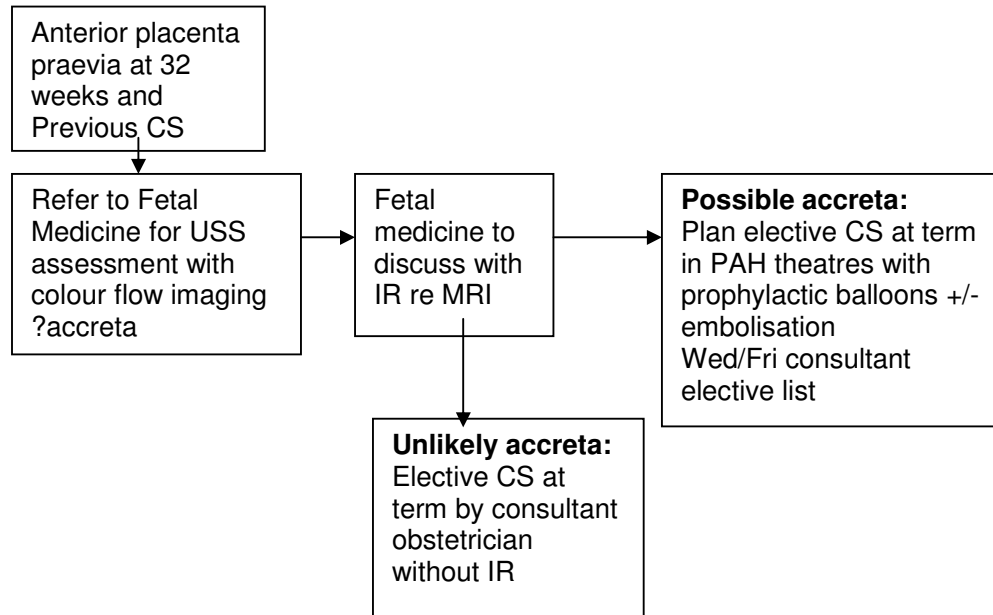 Anterior placenta
praevia at 32
weeks and
Previous CS
Refer to Fetal
Medicine for USS
assessment with
colour flow imaging
?accreta
Fetal
medicine to
discuss with
IR re MRI
Possible accreta:
Plan elective CS at term
in PAH theatres with
prophylactic balloons +/-
embolisation
Wed/Fri consultant
elective list
Unlikely accreta:
Elective CS at
term by consultant
obstetrician
without IR